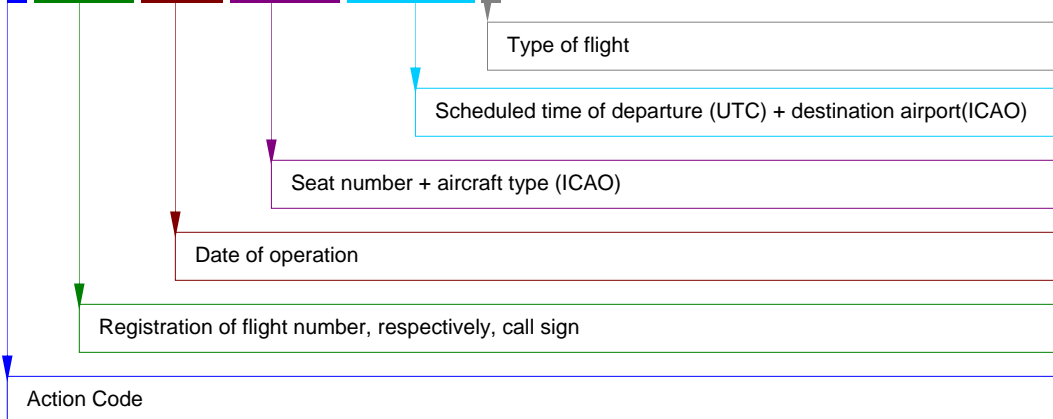 Type of flight
Scheduled time of departure (UTC) + destination airport(ICAO)
Seat number + aircraft type (ICAO)
Date of operation
Registration of flight number, respectively, call sign
Action Code